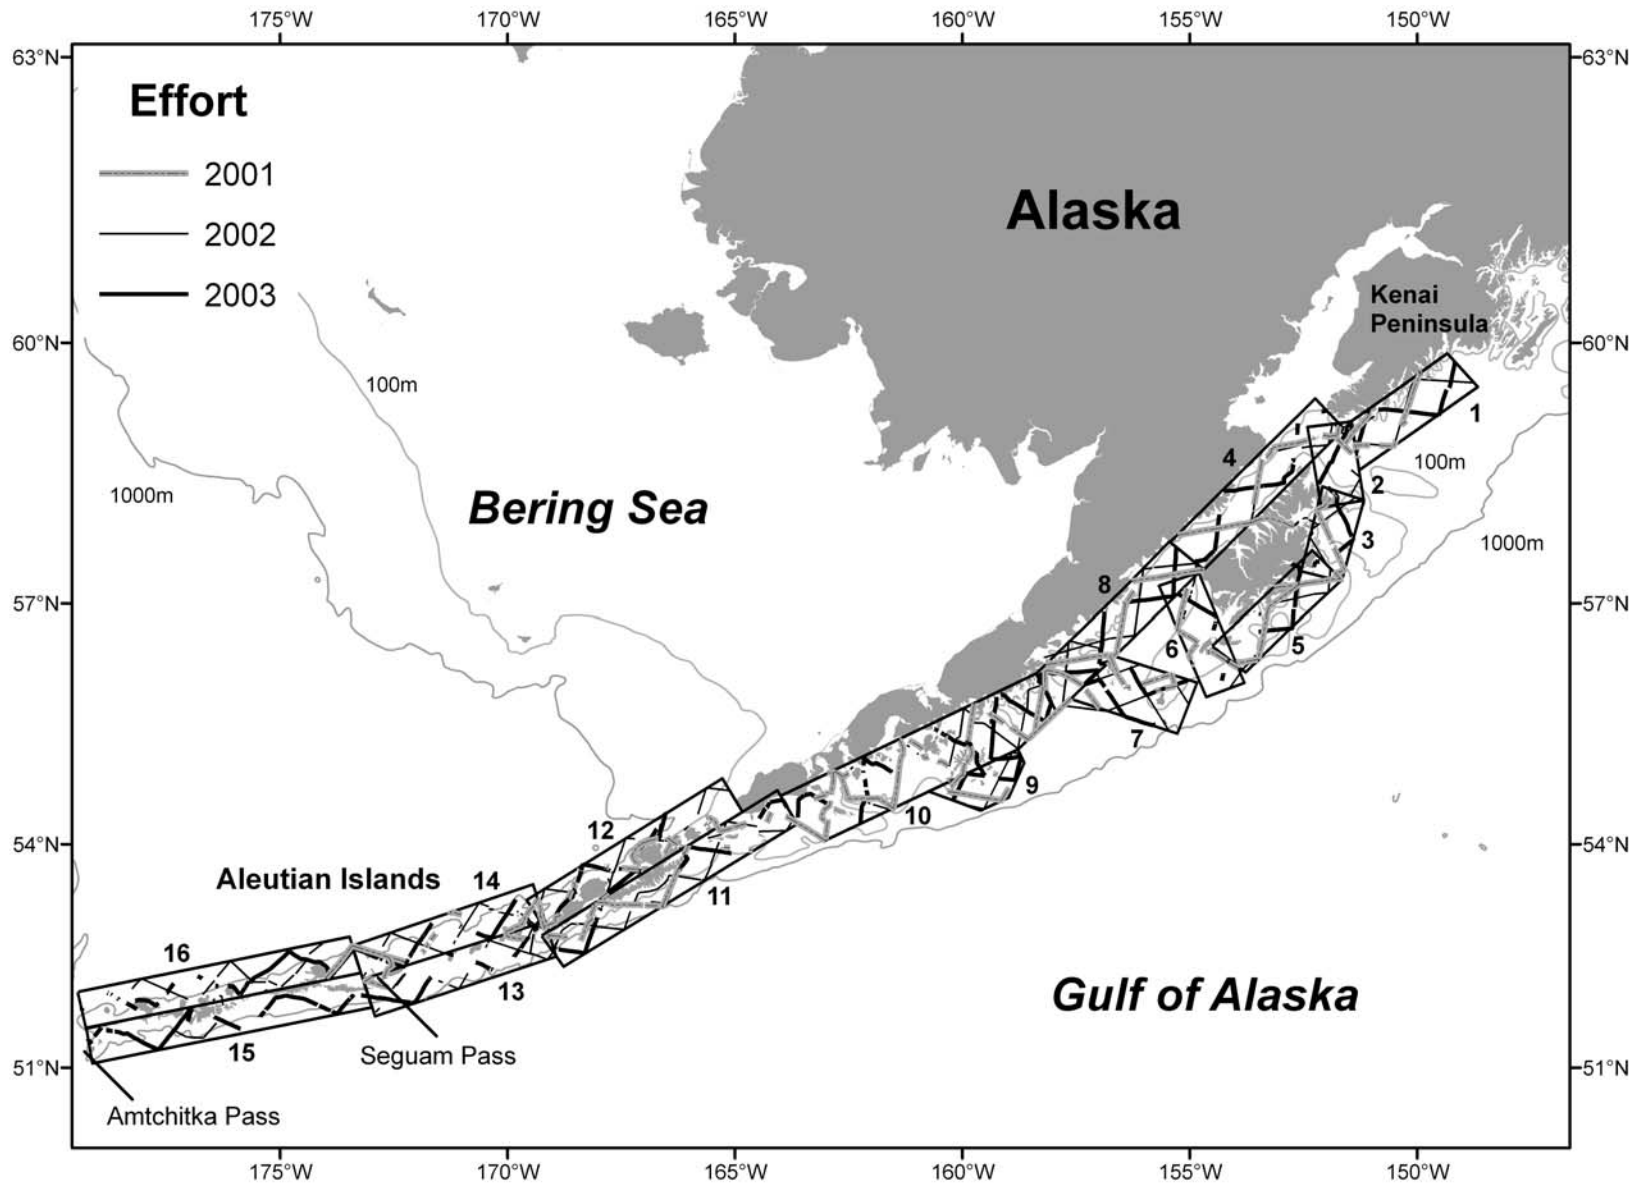 175°W 170°W 165°W 160°W 155°W 150°W
63°N 63°N
Effort
2001
2002
2003
Alaska
Kenai
Peninsula
60°N 60°N
100m
1
4
100m
1000m
Bering Sea
2
3
1000m
8
57°N 57°N
6
5
7
9
10
12
54°N 54°N
Aleutian Islands
14
11
16
13
Gulf of Alaska
15
Seguam Pass
51°N 51°N
Amtchitka Pass
175°W 170°W 165°W 160°W 155°W 150°W